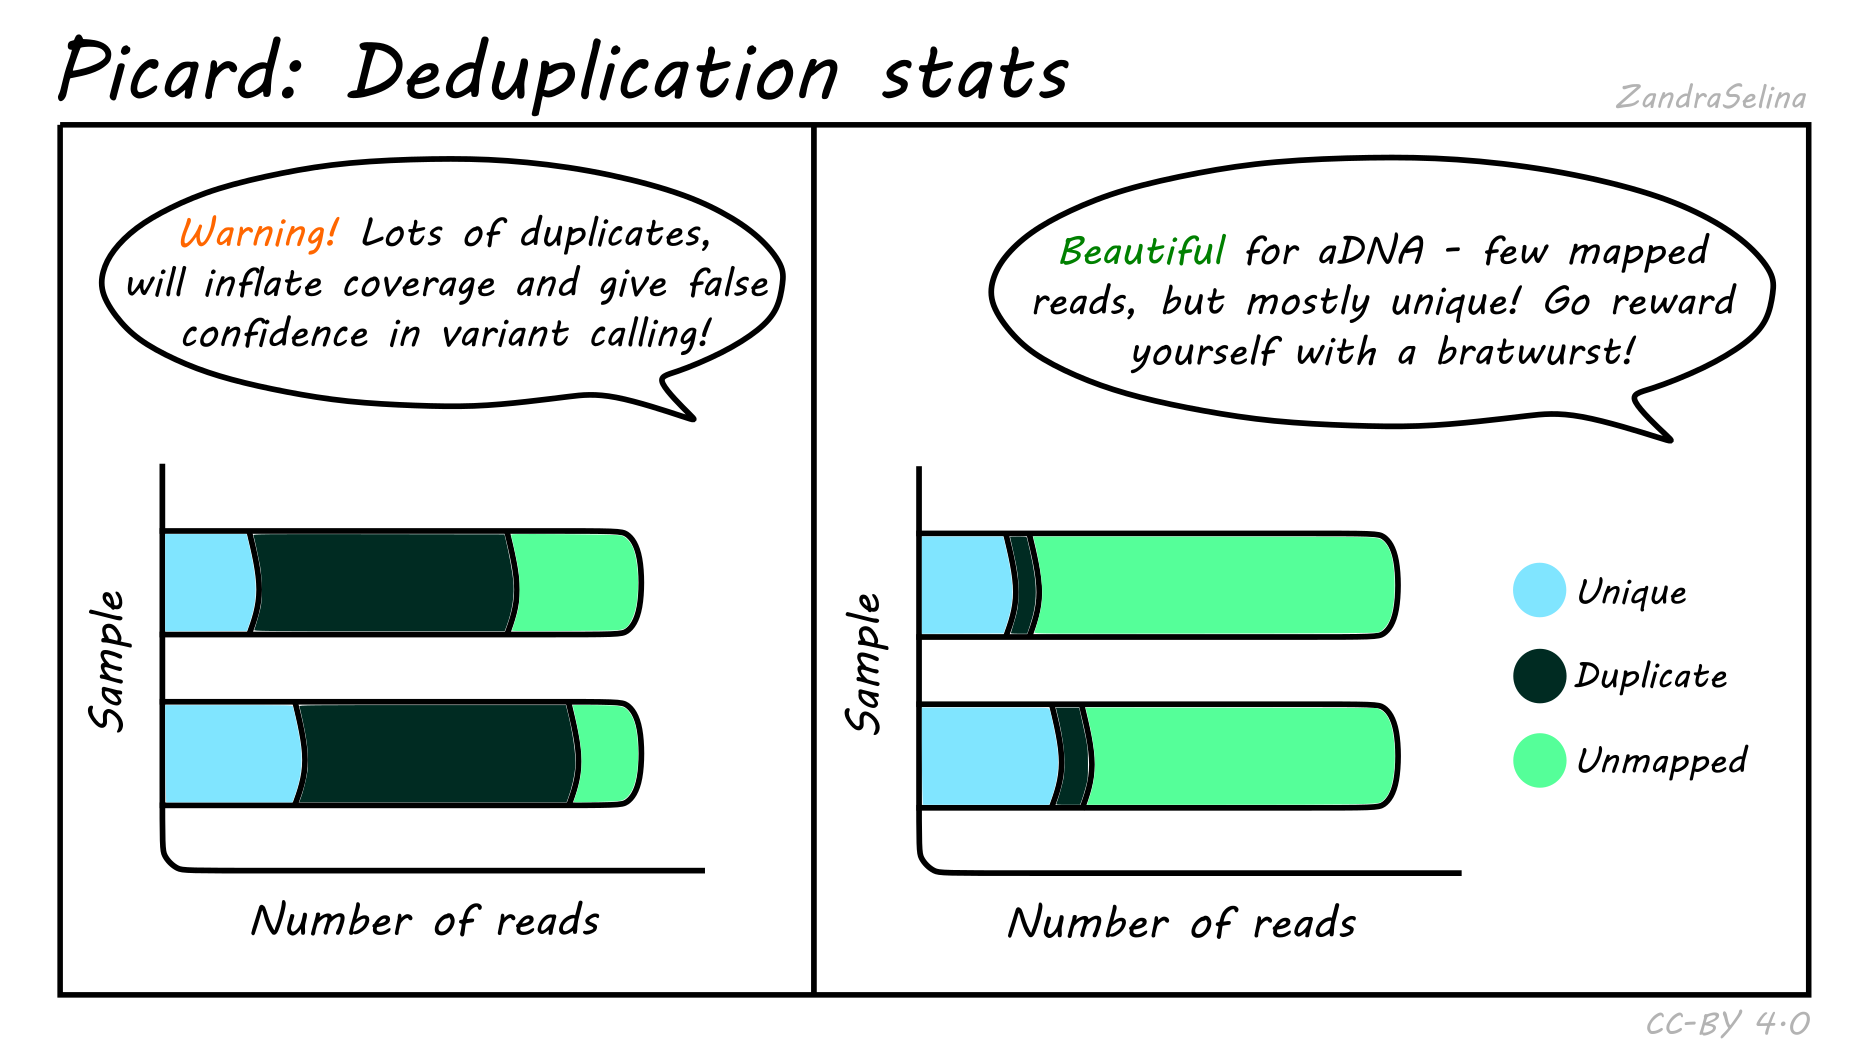 Picard: Deduplication stats
ZandraSelina
Warning! Lots of duplicates,
will inflate coverage and give false
confidence in variant calling!
Sample
Number of reads
Beautiful for aDNA - few mapped
reads, but mostly unique! Go reward
yourself with a bratwurst!
Sample
Number of reads
Unique
Duplicate
Unmapped
CC-BY 4.0